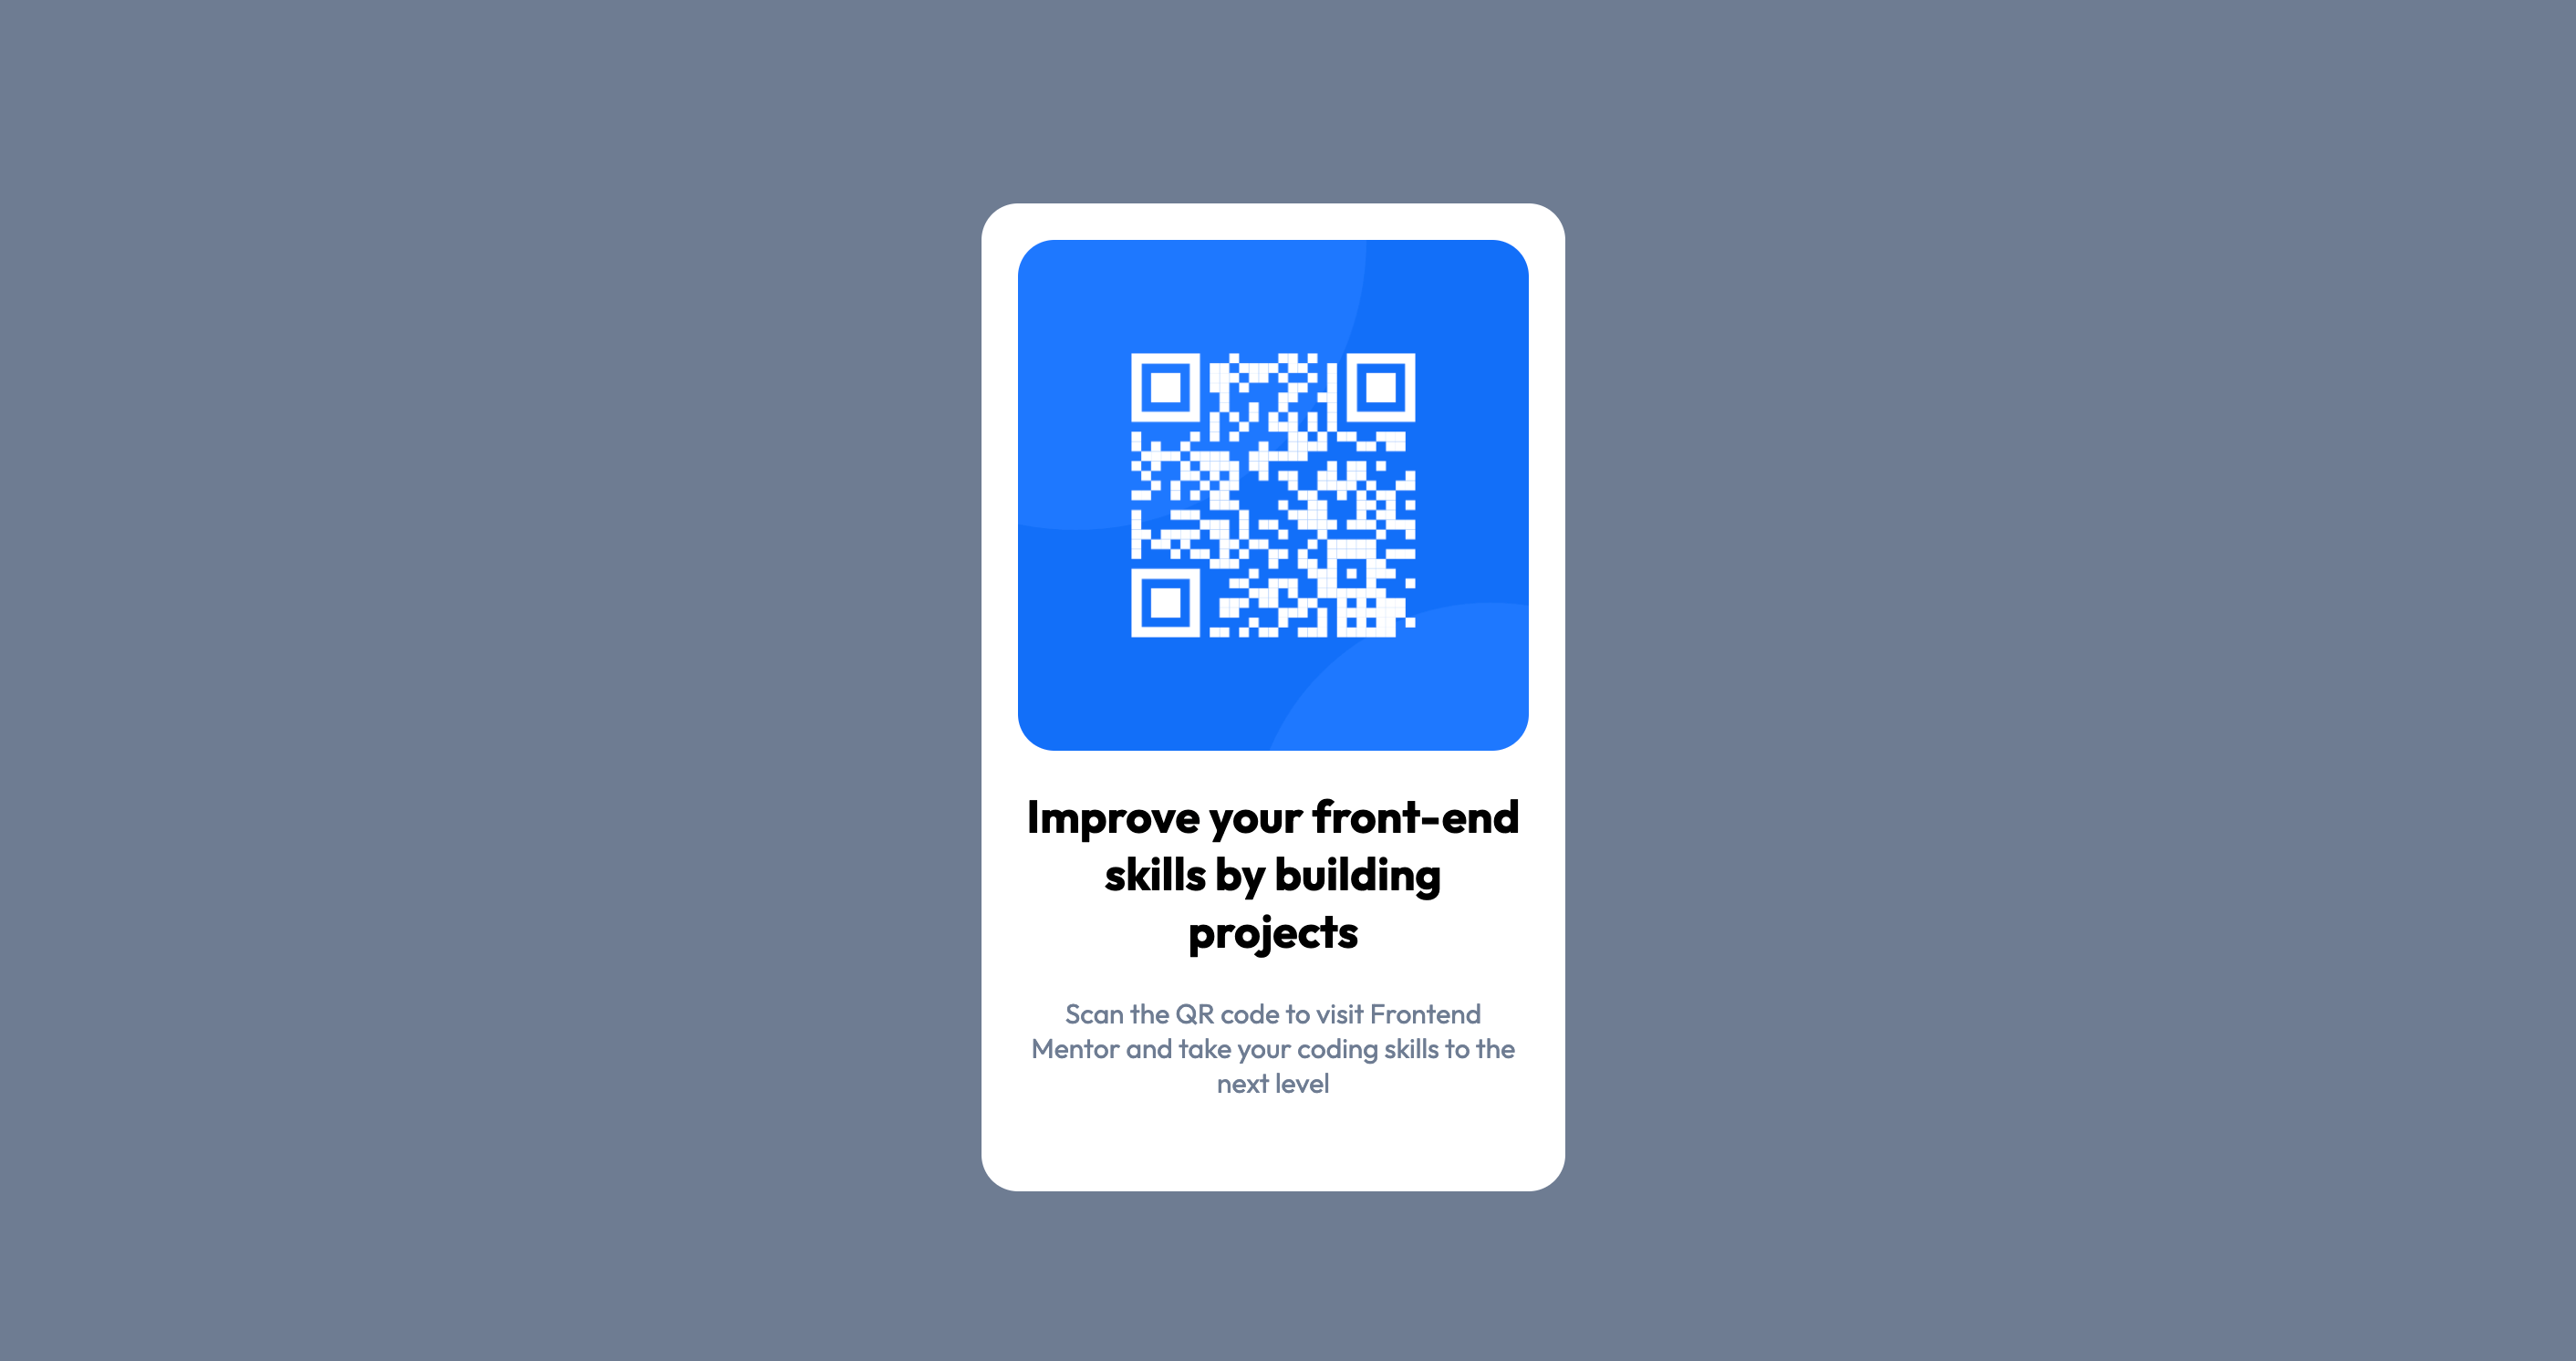 Improve your front-end
skills by building
projects
Scan the QR code to visit Frontend
Mentor and take your coding skills to the
next level